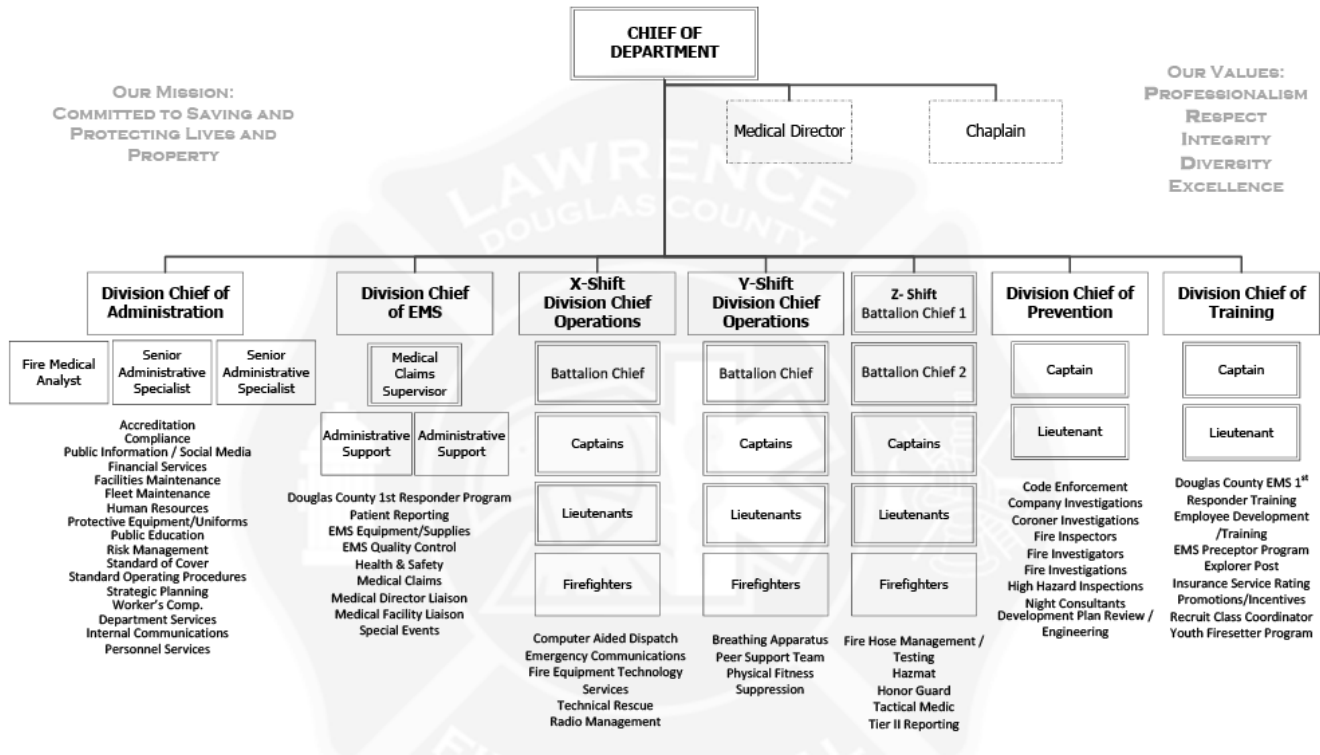 CHIEF OF
DEPARTMENT
OUR MISSION:
COMMITTED TO SAVING AND
PROTECTING LIVES AND
PROPERTY
OUR VALUES:
PROFESSIONALISM
RESPECT
INTEGRITY
DIVERSITY
EXCELLENCE
Medical Director
Chaplain
LAWRENCE
DOUGLAS COUNTY
Division Chief of
Administration
Fire Medical
Analyst
Senior
Administrative
Specialist
Senior
Administrative
Specialist
Accreditation
Compliance
Public Information / Social Media
Financial Services
Facilities Maintenance
Fleet Maintenance
Human Resources
Protective Equipment/Uniforms
Public Education
Risk Management
Standard of Cover
Standard Operating Procedures
Strategic Planning
Worker's Comp.
Department Services
Internal Communications
Personnel Services
Division Chief
of EMS
Medical
Claims
Supervisor
Administrative
Support
Administrative
Support
Douglas County 1st Responder Program
Patient Reporting
EMS Equipment/Supplies
EMS Quality Control
Health & Safety
Medical Claims
Medical Director Liaison
Medical Facility Liaison
Special Events
X-Shift
Division Chief
Operations
Battalion Chief
Captains
Lieutenants
Firefighters
Computer Aided Dispatch
Emergency Communications
Fire Equipment Technology
Services
Technical Rescue
Radio Management
Y-Shift
Division Chief
Operations
Battalion Chief
Captains
Lieutenants
Firefighters
Breathing Apparatus
Peer Support Team
Physical Fitness
Suppression
Z- Shift
Battalion Chief 1
Battalion Chief 2
Captains
Lieutenants
Firefighters
Fire Hose Management /
Testing
Hazmat
Honor Guard
Tactical Medic
Tier II Reporting
Division Chief of
Prevention
Captain
Lieutenant
Code Enforcement
Company Investigations
Coroner Investigations
Fire Inspectors
Fire Investigators
Fire Investigations
High Hazard Inspections
Night Consultants
Development Plan Review /
Engineering
Division Chief of
Training
Captain
Lieutenant
Douglas County EMS 1st
Responder Training
Employee Development
/Training
EMS Preceptor Program
Explorer Post
Insurance Service Rating
Promotions/Incentives
Recruit Class Coordinator
Youth Firesetter Program